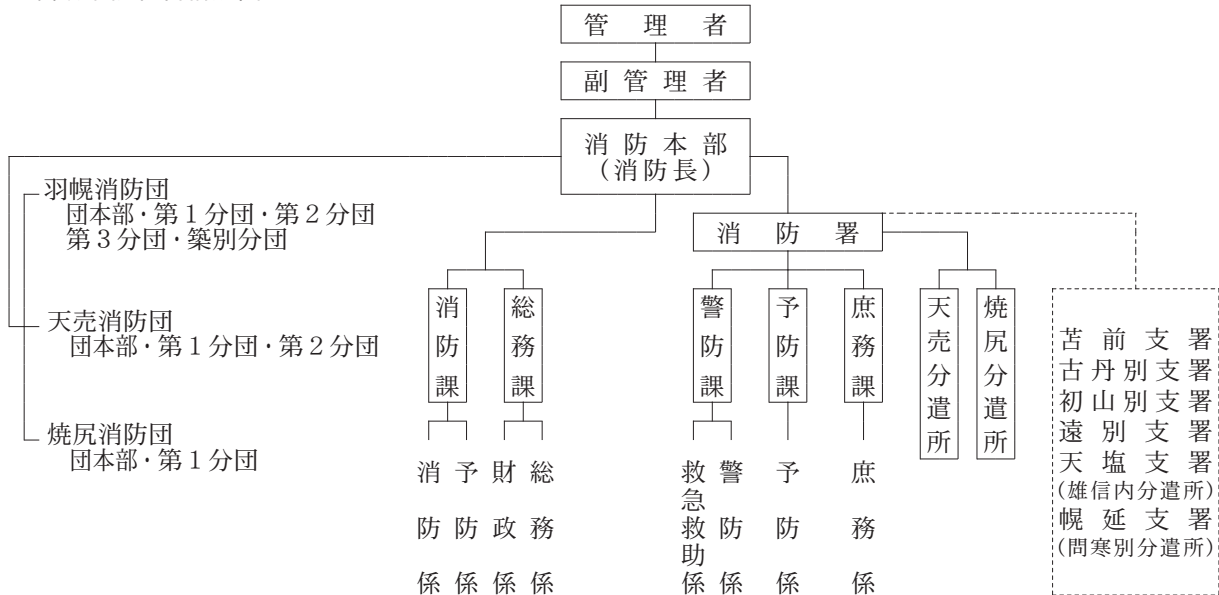 管理者
副管理者
消防本部
（消防長）
羽幌消防団
団本部・第１分団・第２分団
第３分団・築別分団
天売消防団
団本部・第１分団・第２分団
焼尻消防団
団本部・第１分団
消防署
消防課
総務課
警防課
予防課
庶務課
天売分遣所
焼尻分遣所
消防係
予防係
財政係
総務係
救急救助係
警防係
予防係
庶務係
苫前支署
古丹別支署
初山別支署
遠別支署
天塩支署
(雄信内分遣所)
幌延支署
(問寒別分遣所)